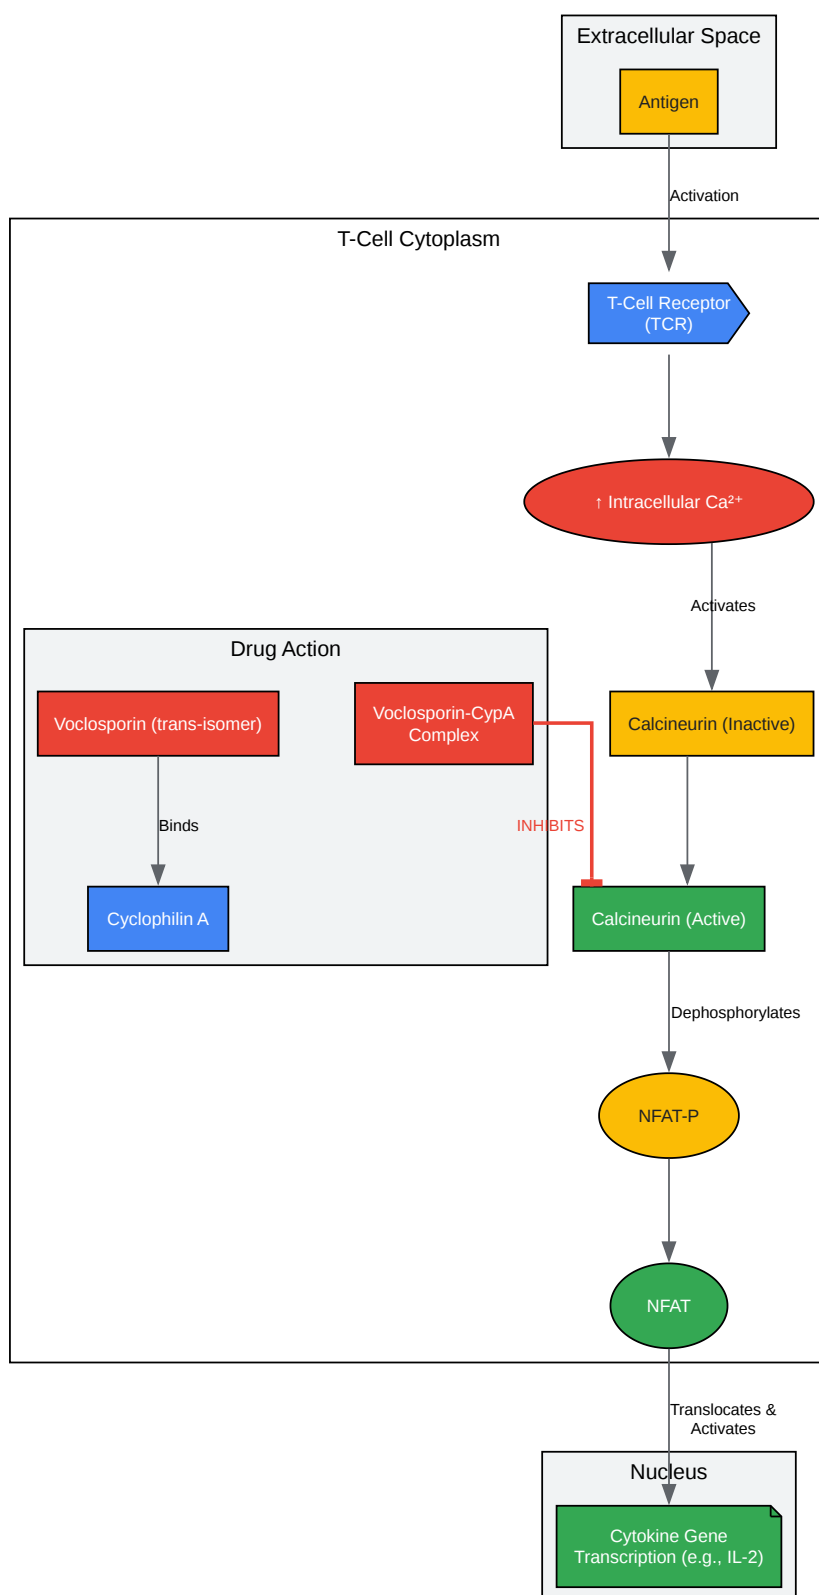 Extracellular Space
Antigen
Activation
T-Cell Cytoplasm
T-Cell Receptor
(TCR)
↑ Intracellular Ca²⁺
Activates
Drug Action
Voclosporin (trans-isomer)
Voclosporin-CypA
Complex
Calcineurin (Inactive)
Binds
INHIBITS
Cyclophilin A
Calcineurin (Active)
Dephosphorylates
NFAT-P
NFAT
Translocates &
Activates
Nucleus
Cytokine Gene
Transcription (e.g., IL-2)